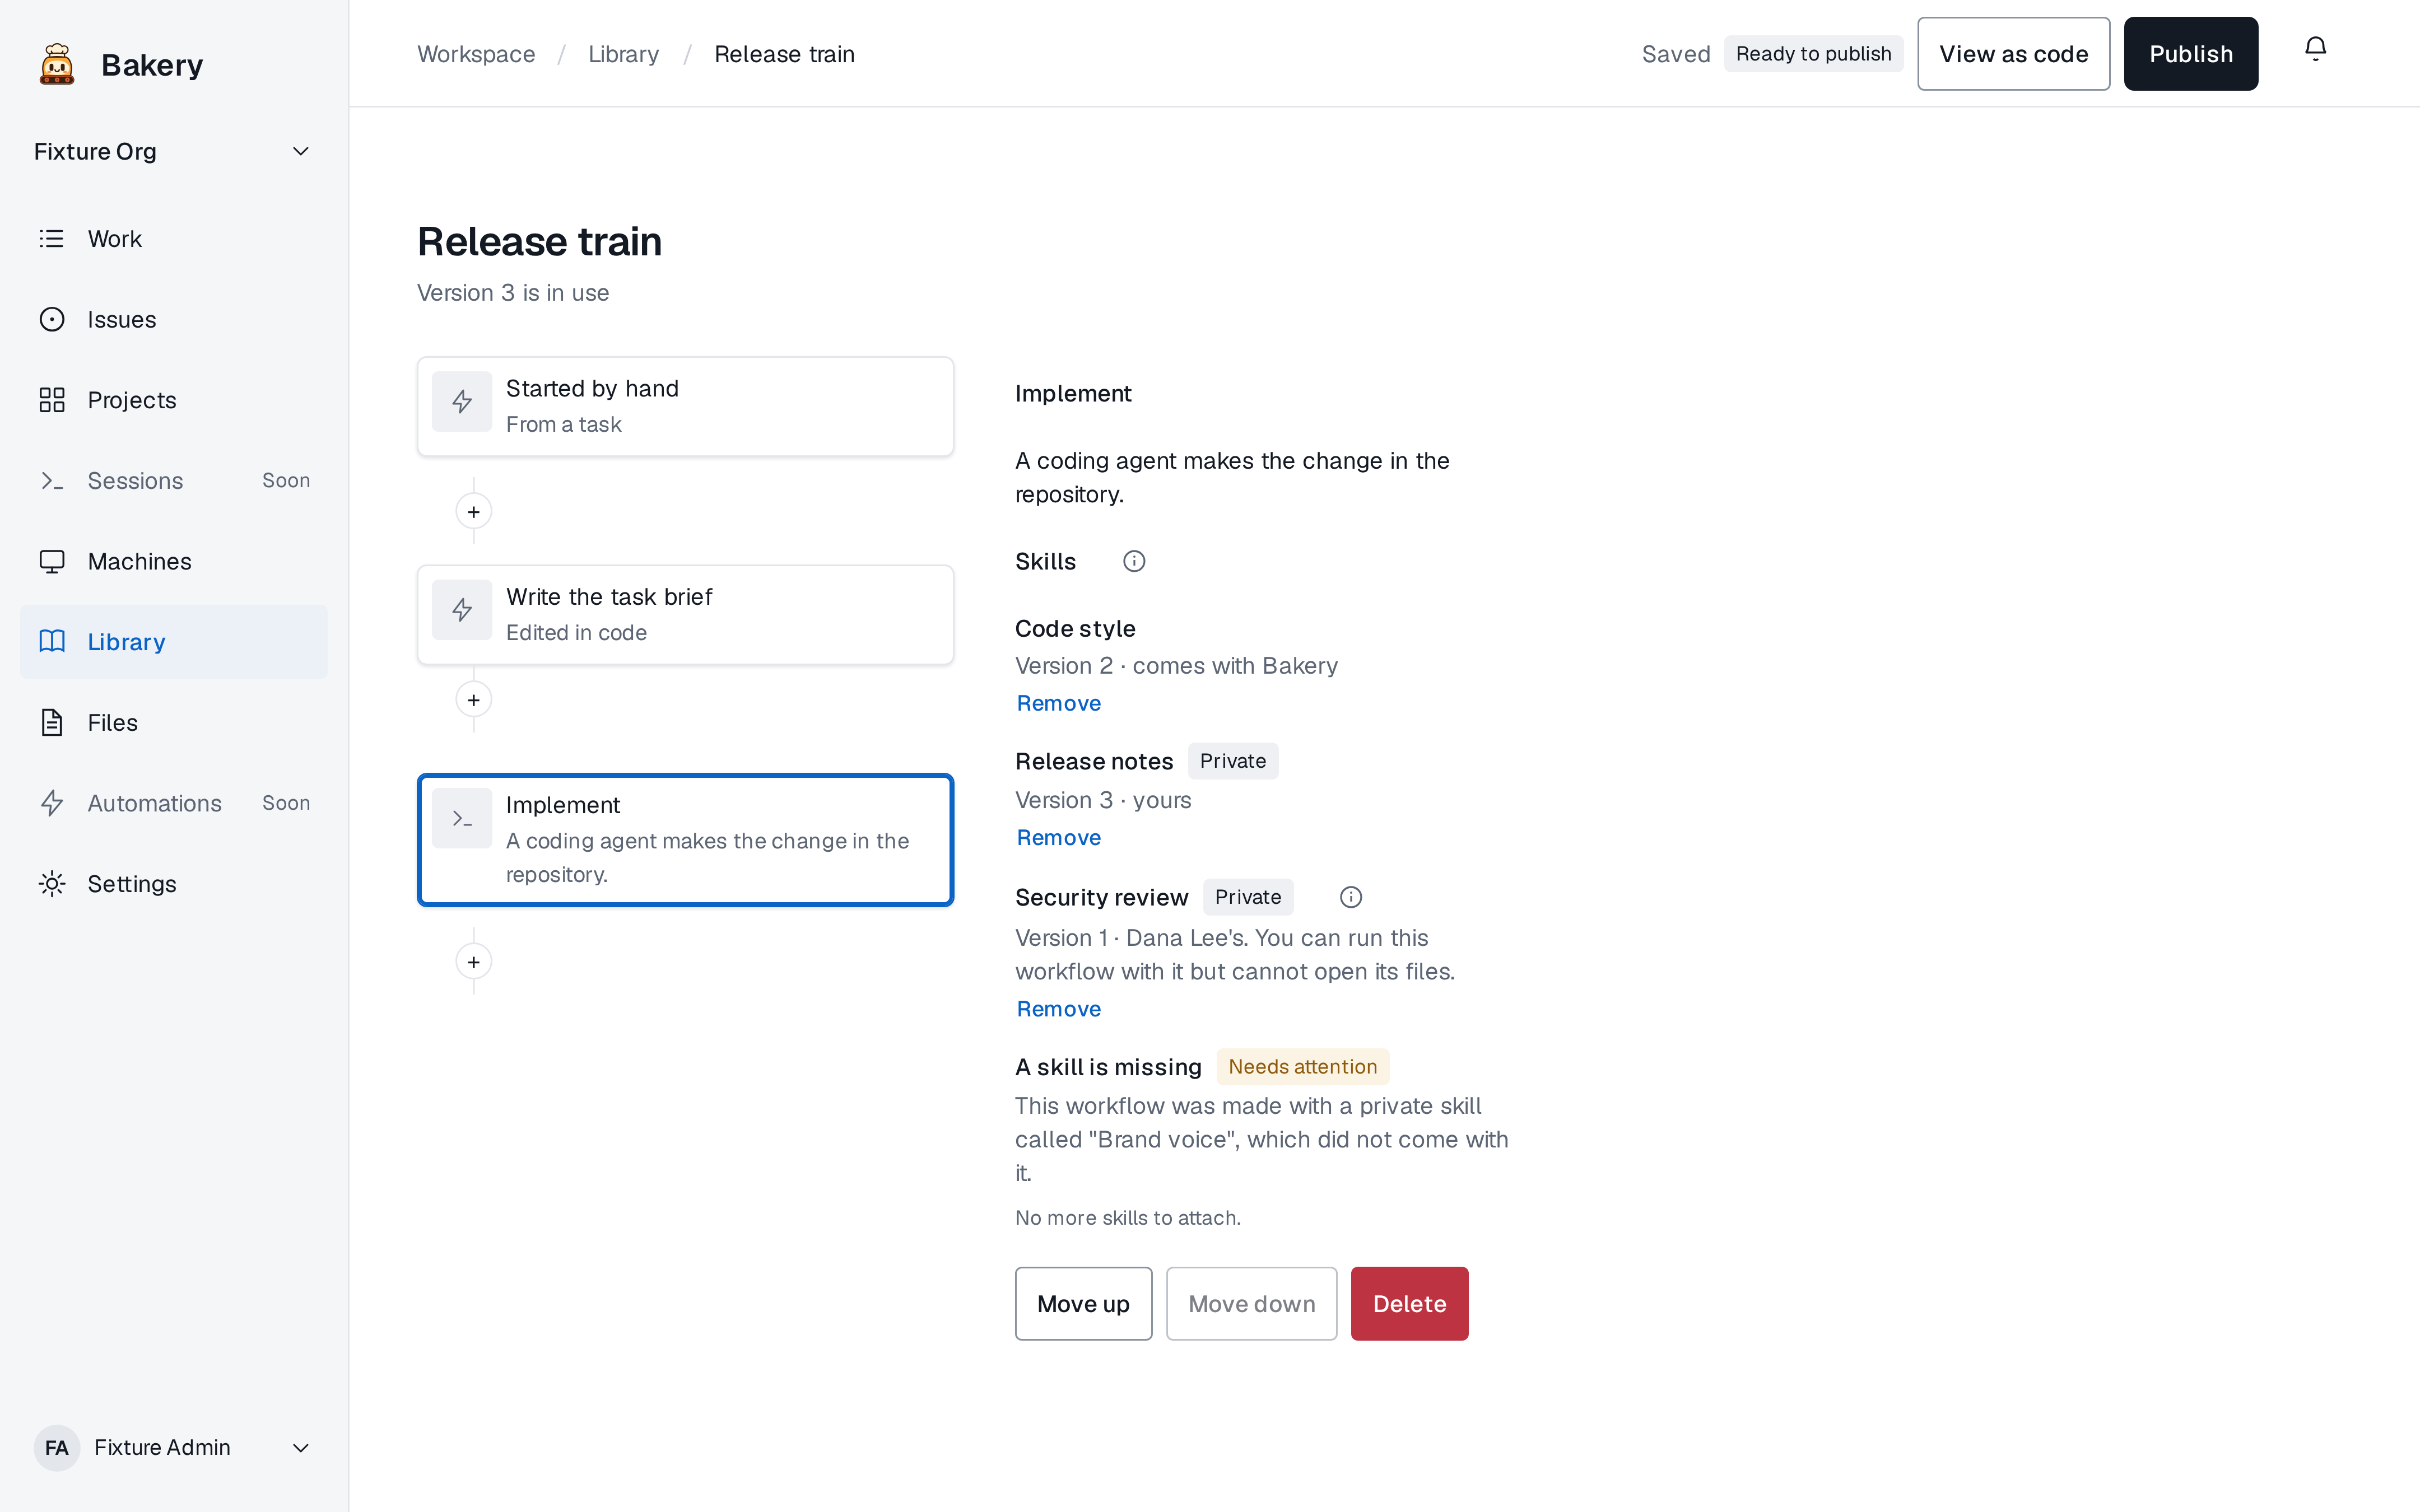 Bakery
Fixture Org
Work
Issues
Projects
Sessions Soon
Machines
Library
Files
Automations Soon
Settings
FA Fixture Admin
Workspace / Library / Release train
Saved Ready to publish View as code Publish
Release train
Version 3 is in use
Started by hand
From a task
+
Write the task brief
Edited in code
+
Implement
A coding agent makes the change in the
repository.
+
Implement
A coding agent makes the change in the
repository.
Skills
Code style
Version 2 · comes with Bakery
Remove
Release notes Private
Version 3 · yours
Remove
Security review Private
Version 1 · Dana Lee's. You can run this
workflow with it but cannot open its files.
Remove
A skill is missing Needs attention
This workflow was made with a private skill
called "Brand voice", which did not come with
it.
No more skills to attach.
Move up Move down Delete